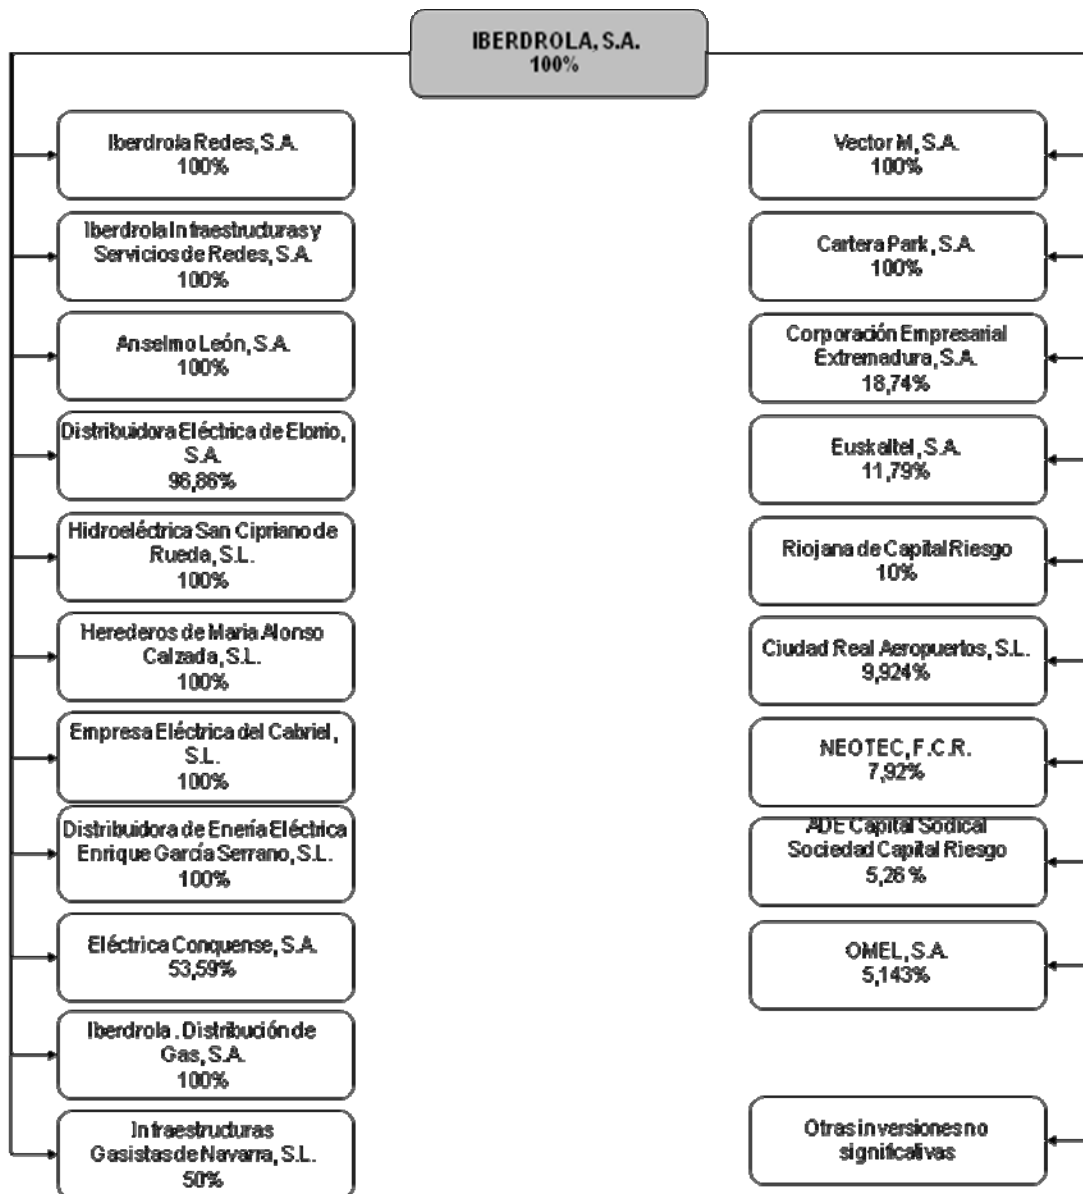 IBERDROLA, S.A.
100%
Iberdrola Redes, S.A.
100%
Iberdrola Infraestructuras y
Servicios de Redes, S.A.
100%
Anselmo León, S.A.
100%
Distribuidora Eléctrica de Elorrio,
S.A.
96,86%
Hidroeléctrica San Cipriano de
Rueda, S.L.
100%
Herederos de Maria Alonso
Calzada, S.L.
100%
Empresa Eléctrica del Cabriel,
S.L.
100%
Distribuidora de Enería Eléctrica
Enrique García Serrano, S.L.
100%
Eléctrica Conquense, S.A.
53,59%
Iberdrola . Distribución de
Gas, S.A.
100%
Infraestructuras
Gasistas de Navarra, S.L.
50%
Vector M, S.A.
100%
Cartera Park, S.A.
100%
Corporación Empresarial
Extremadura, S.A.
18,74%
Euskaltel, S.A.
11,79%
Riojana de Capital Riesgo
10%
Ciudad Real Aeropuertos, S.L.
9,924%
NEOTEC, F.C.R.
7,92%
ADE Capital Sodical
Sociedad Capital Riesgo
5,26 %
OMEL, S.A.
5,143%
Otras inversiones no
significativas